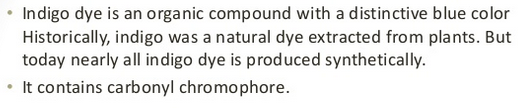 • Indigo dye is an organic compound with a distinctive blue color
Historically, indigo was a natural dye extracted from plants. But
today nearly all indigo dye is produced synthetically.
• It contains carbonyl chromophore.